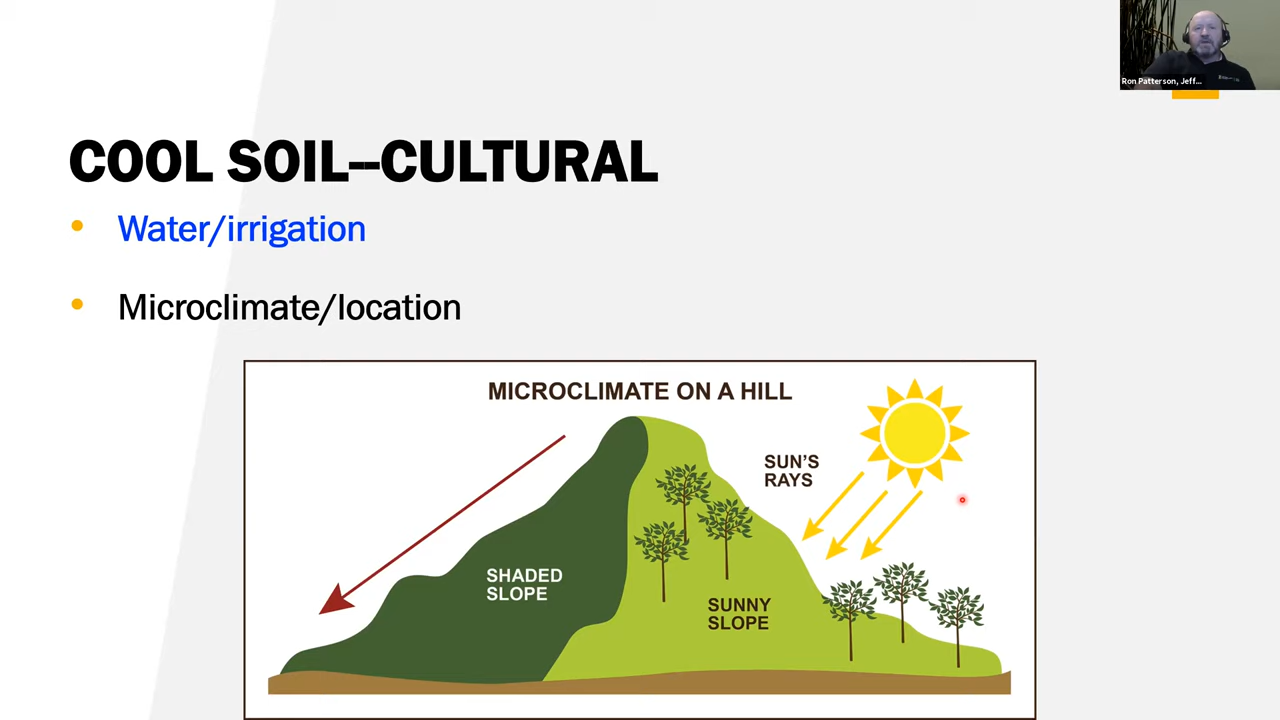 Ron Patterson, Jeff...
COOL SOIL--CULTURAL
• Water/irrigation
• Microclimate/location
MICROCLIMATE ON A HILL
SUN'S
RAYS
SHADED
SLOPE
SUNNY
SLOPE